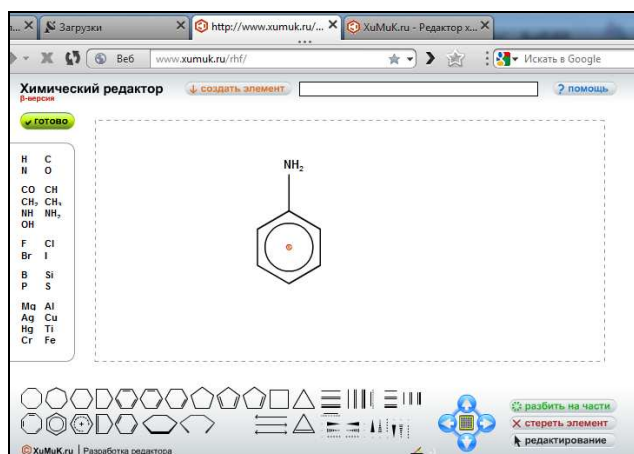 Загрузки
http://www.xumuk.ru/...
XuMuK.ru - Редактор х...
Веб www.xumuk.ru/rhf/ Искать в Google
Химический редактор создать элемент ? помощь
β-версия
готово
NH₂
H C
N O
CO CH
CH₂ CH₃
NH NH₂
OH
F Cl
Br I
B Si
P S
Mg Al
Ag Cu
Hg Ti
Cr Fe
разбить на части
стереть элемент
редактирование
©XuMuK.ru | Разработка редактора